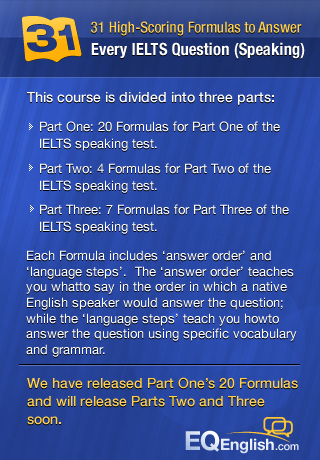 31
31 High-Scoring Formulas to Answer
Every IELTS Question (Speaking)
This course is divided into three parts:
Part One: 20 Formulas for Part One of the
IELTS speaking test.
Part Two: 4 Formulas for Part Two of the
IELTS speaking test.
Part Three: 7 Formulas for Part Three of the
IELTS speaking test.
Each Formula includes ‘answer order’ and
‘language steps’.  The ‘answer order’ teaches
you whatto say in the order in which a native
English speaker would answer the question;
while the ‘language steps’ teach you howto
answer the question using specific vocabulary
and grammar.
We have released Part One’s 20 Formulas
and will release Parts Two and Three
soon.
EQEnglish.com